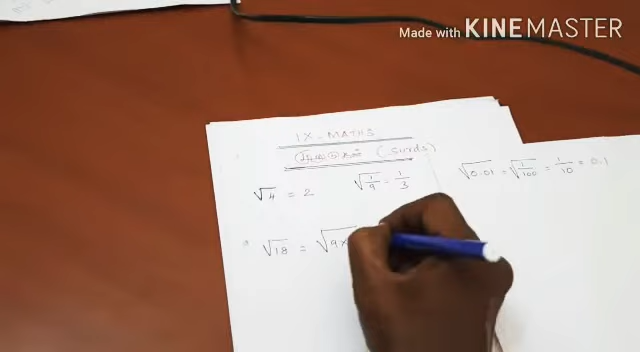 Made with KINEMASTER
IX - MATHS
(Surds)
√4 = 2
√1/9 = 1/3
√0.01 = √1/100 = 1/10 = 0.1
√18 = √9×